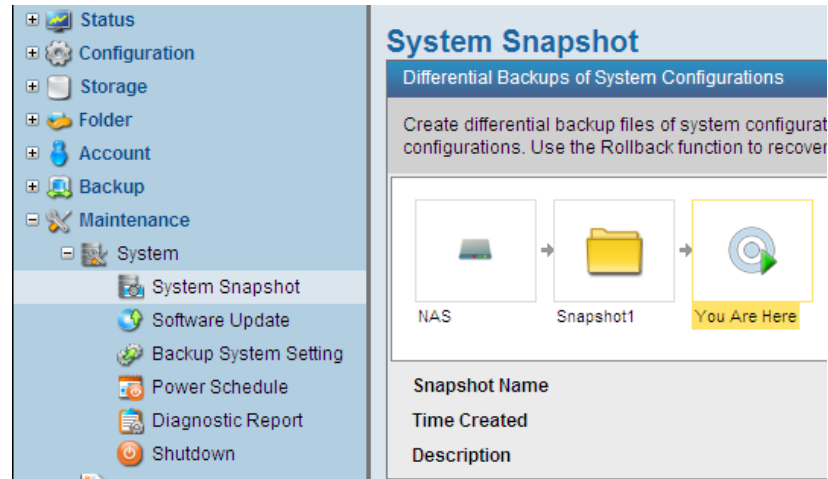 Status
Configuration
Storage
Folder
Account
Backup
Maintenance
System
System Snapshot
Software Update
Backup System Setting
Power Schedule
Diagnostic Report
Shutdown
System Snapshot
Differential Backups of System Configurations
Create differential backup files of system configurat
configurations. Use the Rollback function to recover
NAS
Snapshot1
You Are Here
Snapshot Name
Time Created
Description